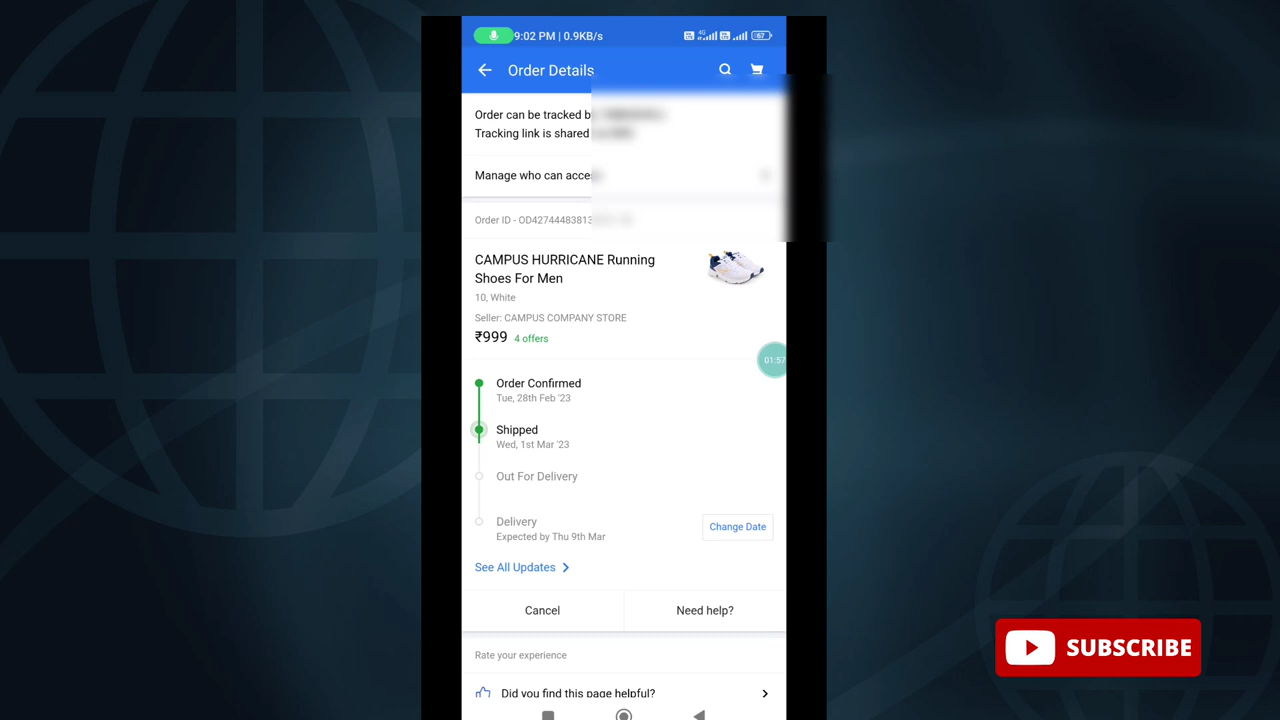 9:02 PM | 0.9KB/s
67
Order Details
Order can be tracked b
Tracking link is shared
Manage who can acce
Order ID - OD42744483813
CAMPUS HURRICANE Running
Shoes For Men
10, White
Seller: CAMPUS COMPANY STORE
₹999 4 offers
01:57
Order Confirmed
Tue, 28th Feb '23
Shipped
Wed, 1st Mar '23
Out For Delivery
Delivery
Expected by Thu 9th Mar
Change Date
See All Updates
Cancel
Need help?
Rate your experience
Did you find this page helpful?
SUBSCRIBE